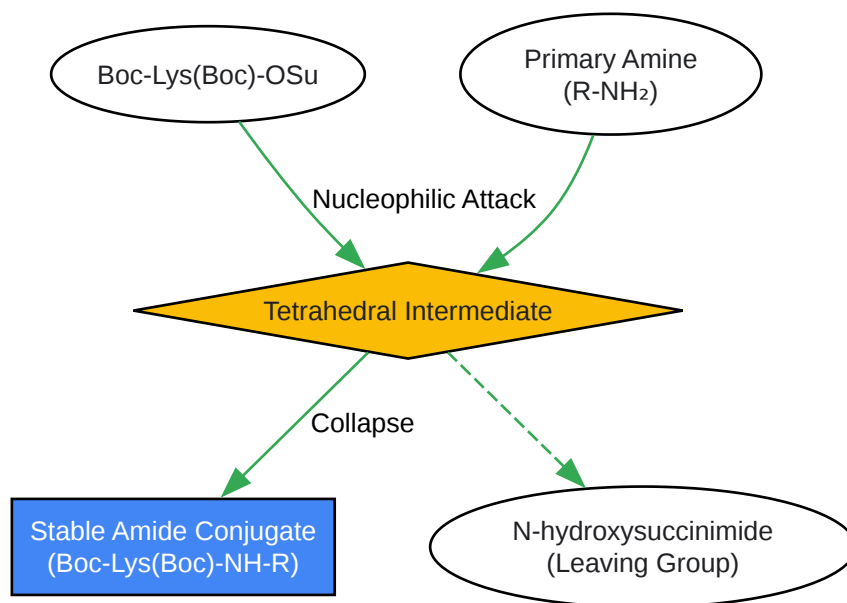 Boc-Lys(Boc)-OSu
Primary Amine
(R-NH₂)
Nucleophilic Attack
Tetrahedral Intermediate
Collapse
Stable Amide Conjugate
(Boc-Lys(Boc)-NH-R)
N-hydroxysuccinimide
(Leaving Group)